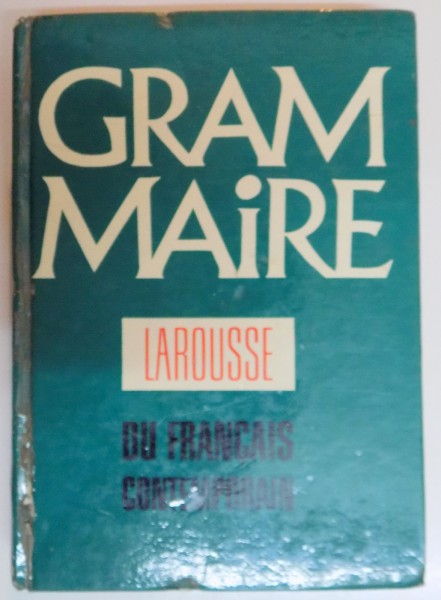 GRAM
MAiRE
LAROUSSE
DU FRANÇAIS
CONTEMPORAIN